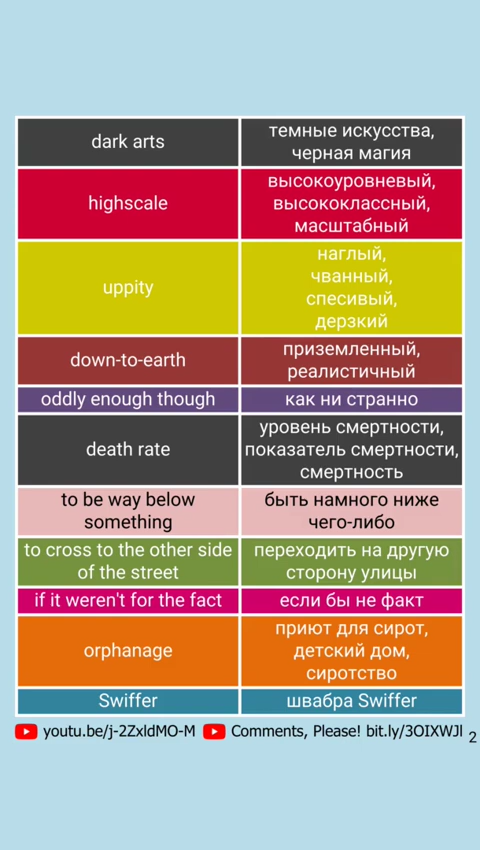 dark arts
темные искусства,
черная магия
highscale
высокоуровневый,
высококлассный,
масштабный
uppity
наглый,
чванный,
спесивый,
дерзкий
down-to-earth
приземленный,
реалистичный
oddly enough though
как ни странно
death rate
уровень смертности,
показатель смертности,
смертность
to be way below
something
быть намного ниже
чего-либо
to cross to the other side
of the street
переходить на другую
сторону улицы
if it weren't for the fact
если бы не факт
orphanage
приют для сирот,
детский дом,
сиротство
Swiffer
швабра Swiffer
youtu.be/j-2ZxldMO-M Comments, Please! bit.ly/3OIXWJl 2